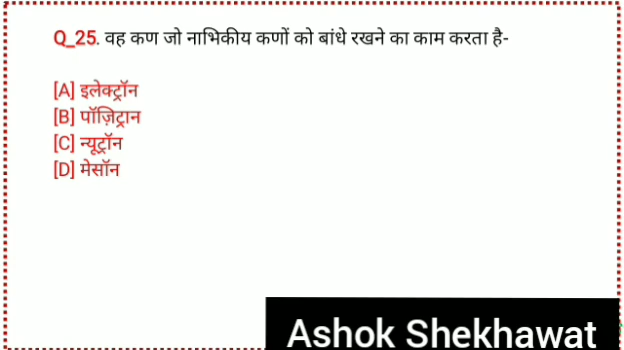 Q_25. वह कण जो नाभिकीय कणों को बांधे रखने का काम करता है-
[A] इलेक्ट्रॉन
[B] पॉज़िट्रान
[C] न्यूट्रॉन
[D] मेसॉन
Ashok Shekhawat